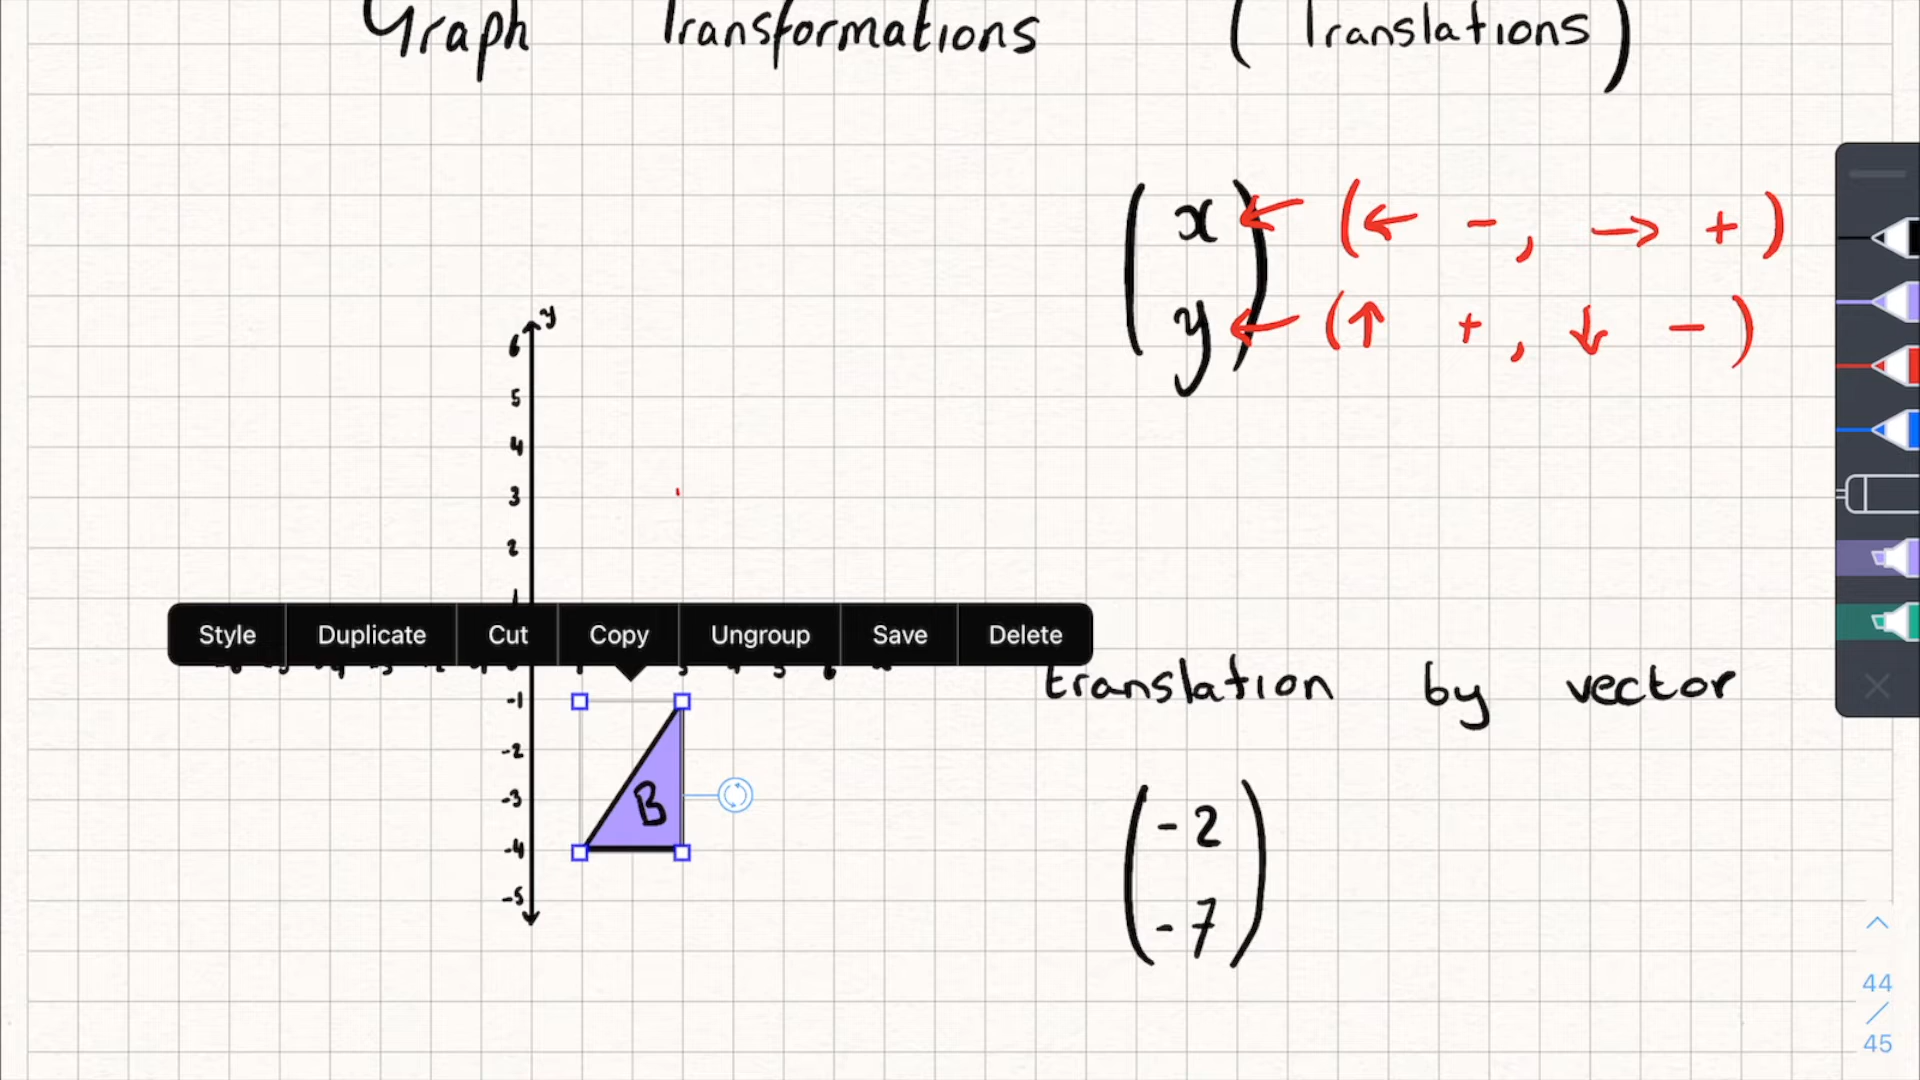 Graph Transformations (Translations)
( x ) ← ( ← - , → + )
( y ) ← ( ↑ + , ↓ - )
y
6
5
4
3
2
1
Style Duplicate Cut Copy Ungroup Save Delete
translation by vector
-1
-2
-3
B
-4
-5
( -2 )
( -7 )
44
/
45